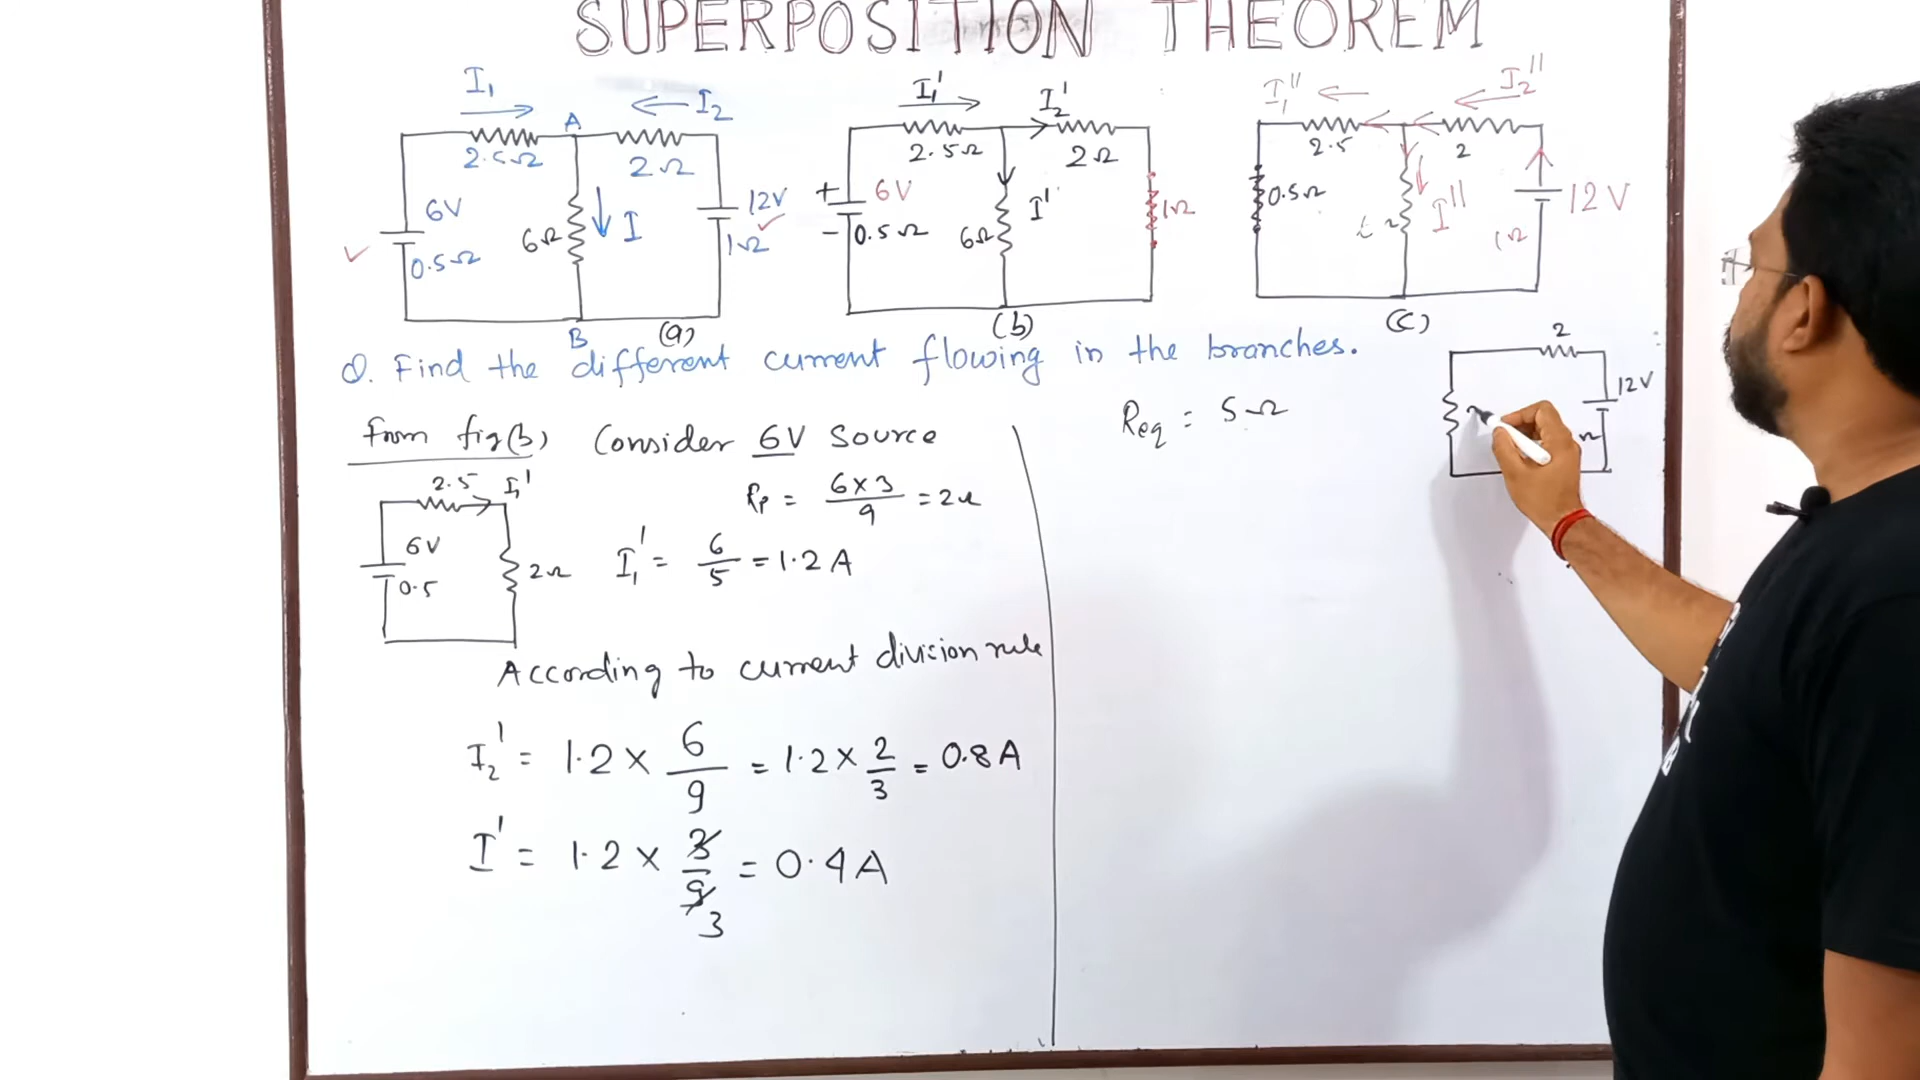 SUPERPOSITION THEOREM
I₁ I₂
A
2.5Ω 2Ω
6V 0.5Ω
6Ω I
12V 1Ω
B (a)
I₁' I₂'
2.5Ω 2Ω
+ 6V
- 0.5Ω 6Ω I' 1Ω
(b)
I₁'' I₂''
2.5 2
0.5Ω I'' 1Ω 12V
(c)
Q. Find the different current flowing in the branches.
From fig(b) Consider 6V Source
2.5 I₁'
6V
0.5 2Ω
Rp = 6×3/9 = 2Ω
I₁' = 6/5 = 1.2 A
According to current division rule
I₂' = 1.2 × 6/9 = 1.2 × 2/3 = 0.8 A
I' = 1.2 × 3/9 3 = 0.4 A
Req = 5Ω
2
12V